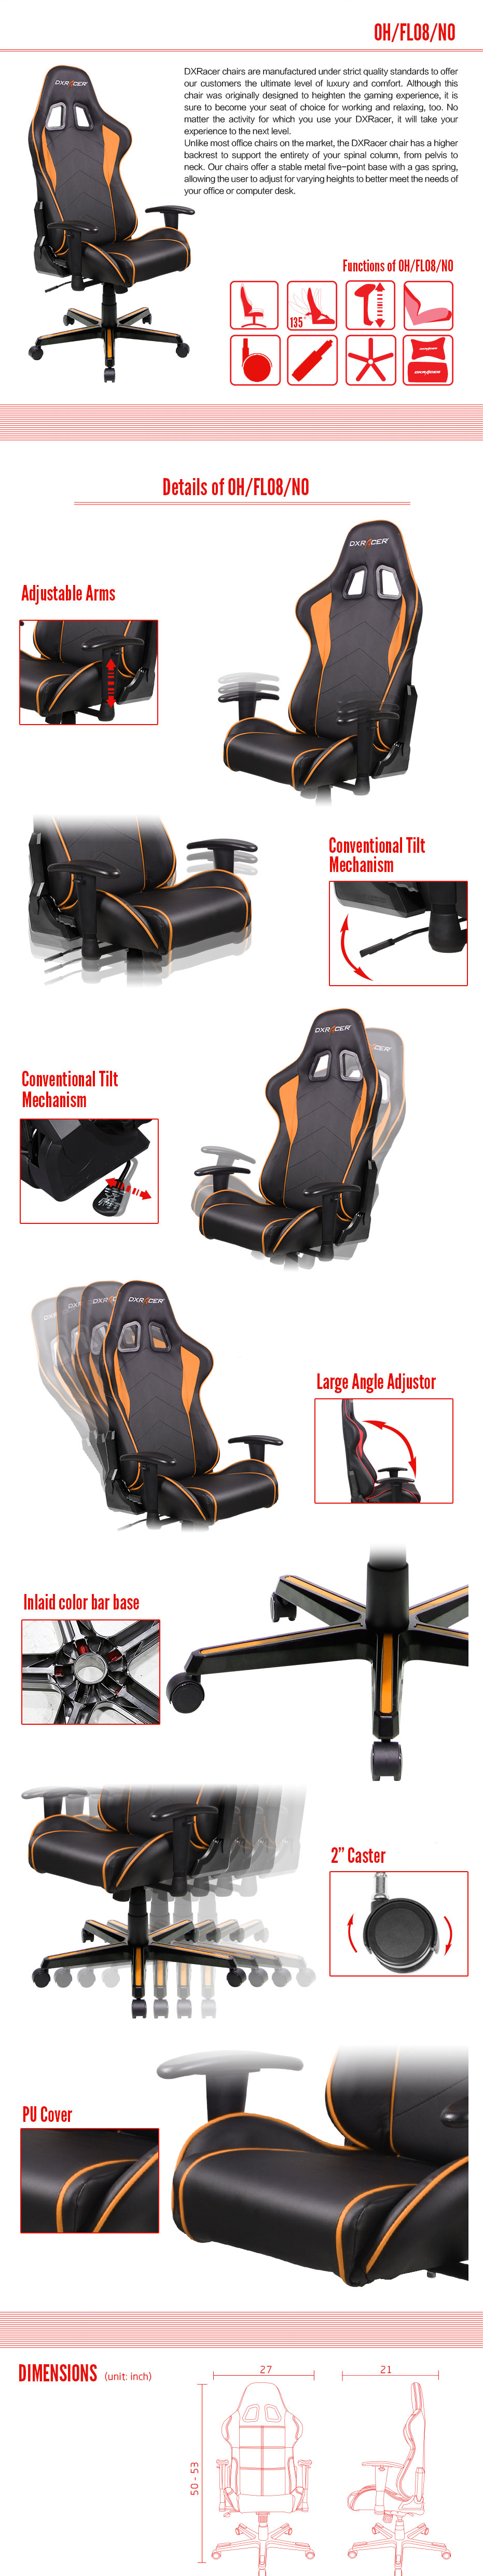 OH/FL08/NO
DXRACER
DXRacer chairs are manufactured under strict quality standards to offer
our customers the ultimate level of luxury and comfort. Although this
chair was originally designed to heighten the gaming experience, it is
sure to become your seat of choice for working and relaxing, too. No
matter the activity for which you use your DXRacer, it will take your
experience to the next level.
Unlike most office chairs on the market, the DXRacer chair has a higher
backrest to support the entirety of your spinal column, from pelvis to
neck. Our chairs offer a stable metal five-point base with a gas spring,
allowing the user to adjust for varying heights to better meet the needs of
your office or computer desk.
Functions of OH/FL08/NO
135°
DXRACER
DXRACER
Details of OH/FL08/NO
DXRACER
Adjustable Arms
Conventional Tilt
Mechanism
DXRACER
CER
Conventional Tilt
Mechanism
DXRACER
Large Angle Adjustor
Inlaid color bar base
2” Caster
PU Cover
DIMENSIONS (unit: inch)
27
21
50 - 53